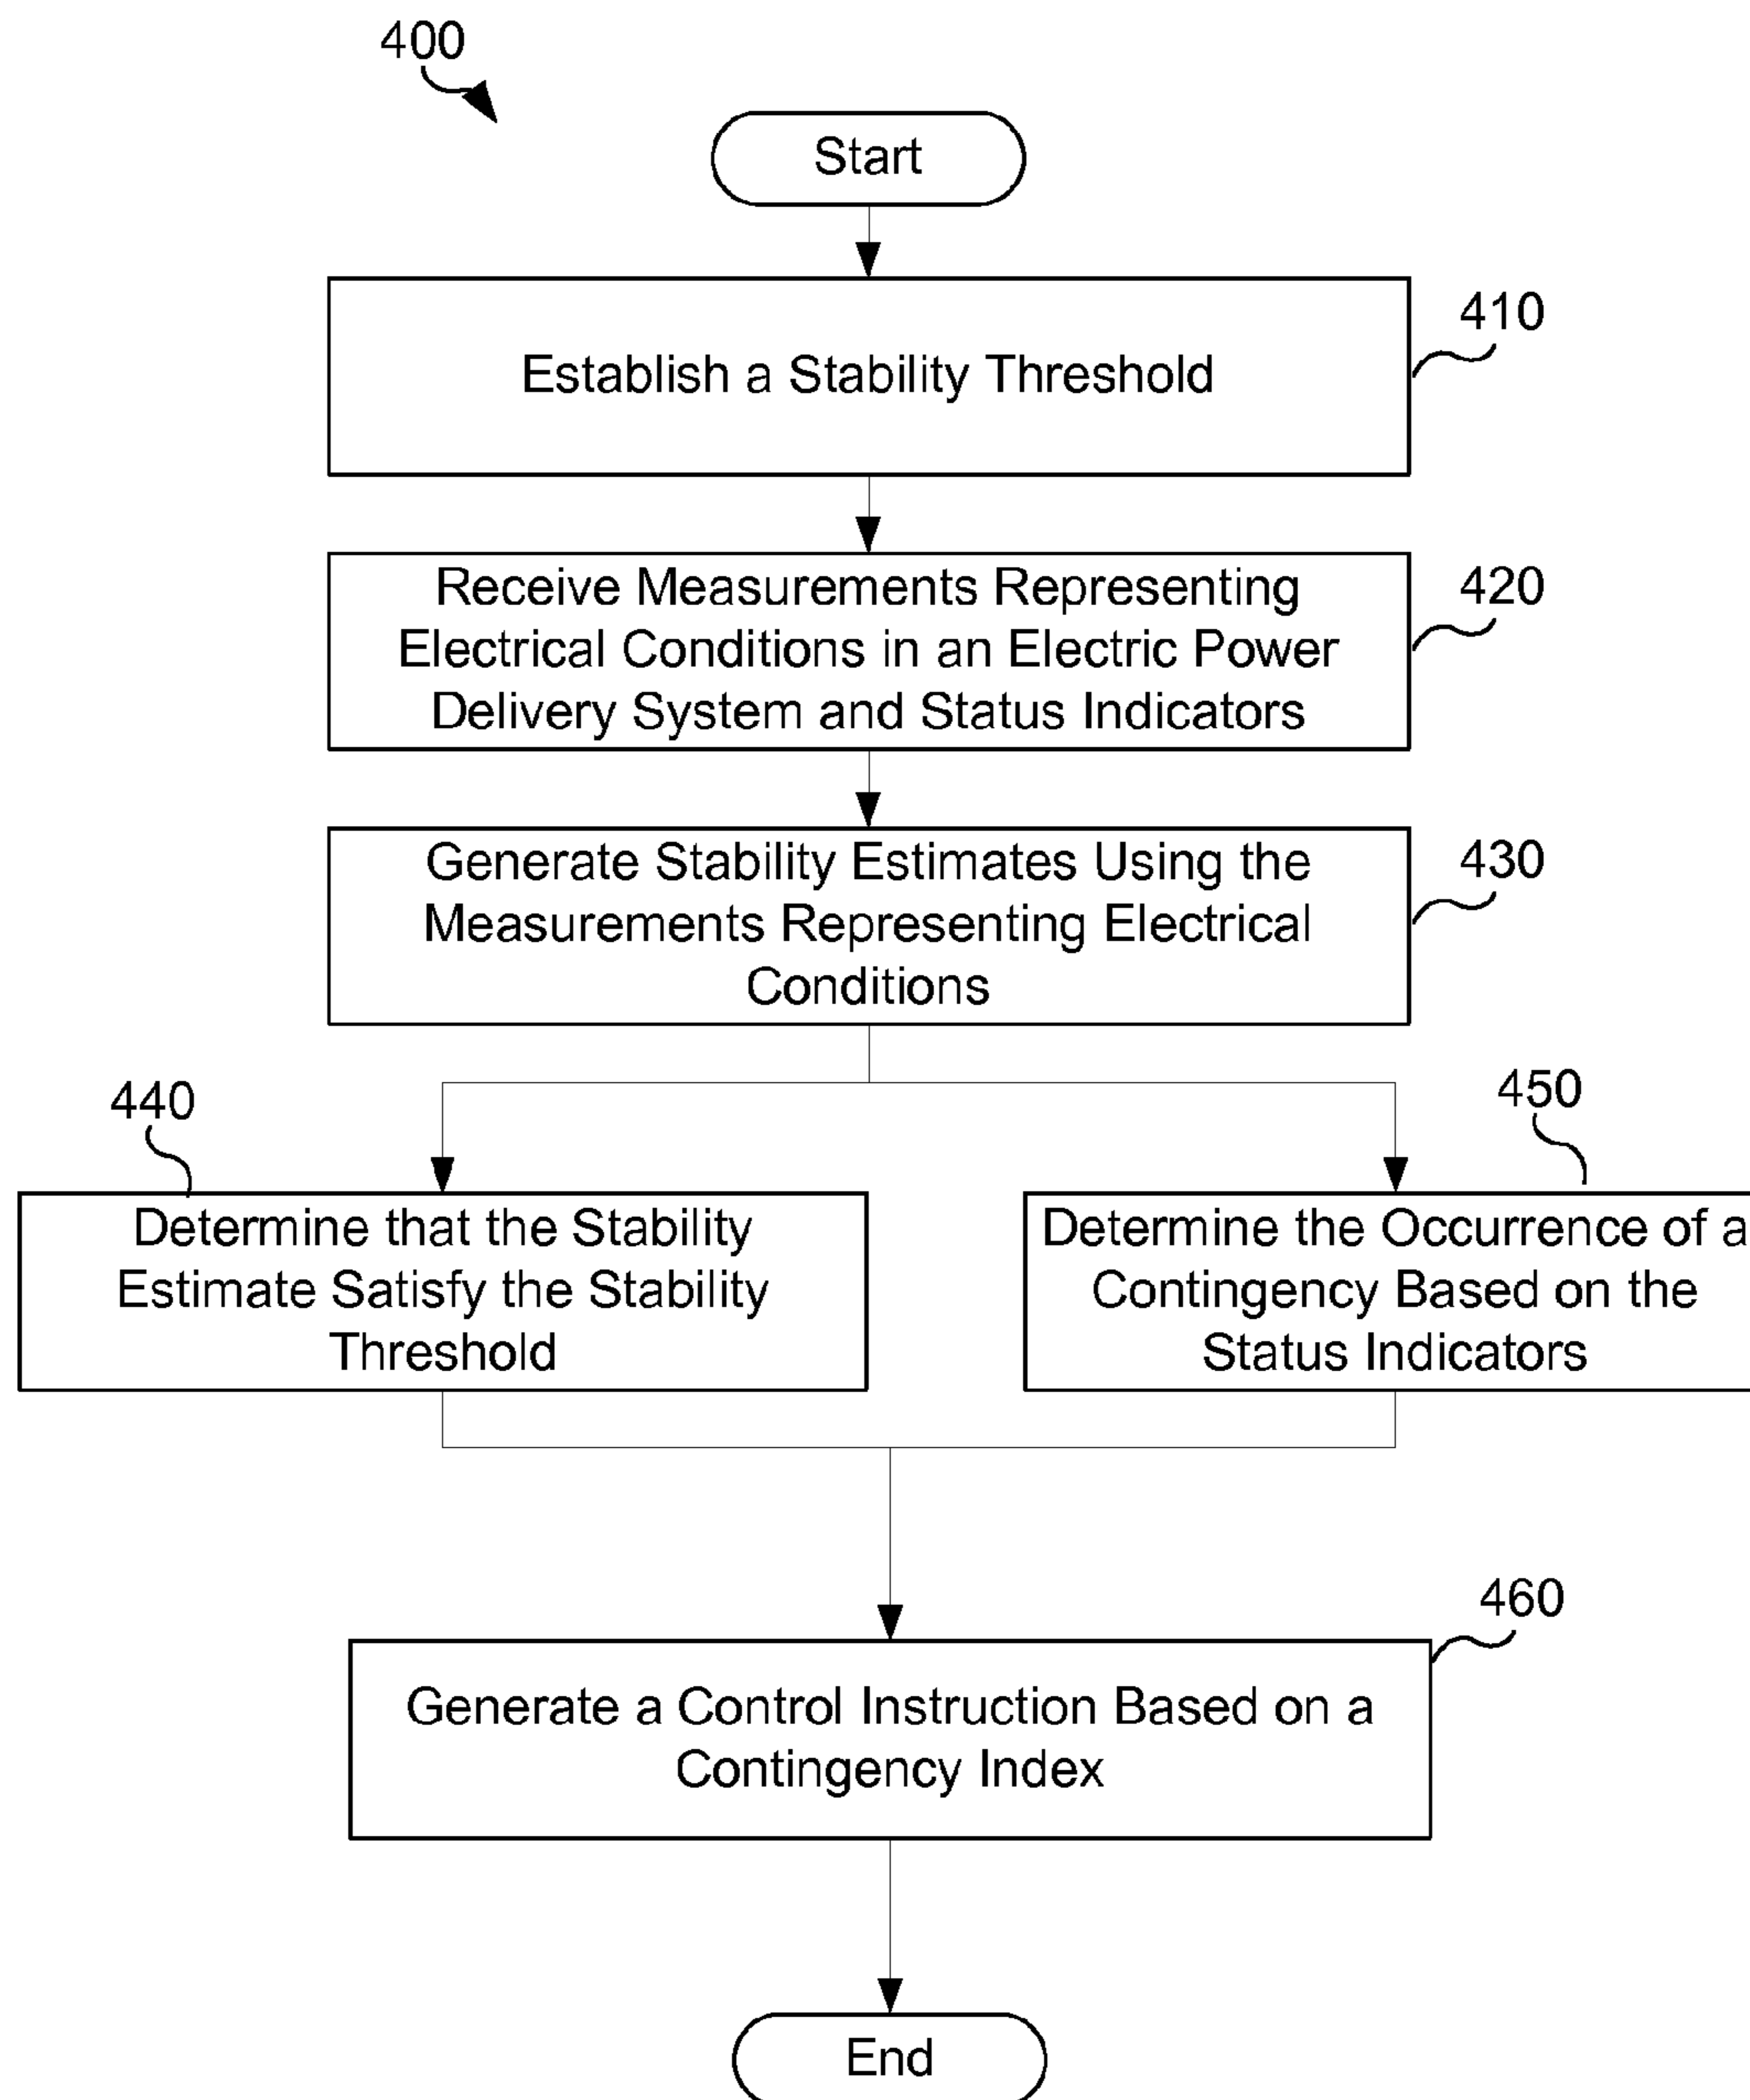 400
Start
Establish a Stability Threshold
410
Receive Measurements Representing
Electrical Conditions in an Electric Power
Delivery System and Status Indicators
420
Generate Stability Estimates Using the
Measurements Representing Electrical
Conditions
430
440
Determine that the Stability
Estimate Satisfy the Stability
Threshold
450
Determine the Occurrence of a
Contingency Based on the
Status Indicators
460
Generate a Control Instruction Based on a
Contingency Index
End